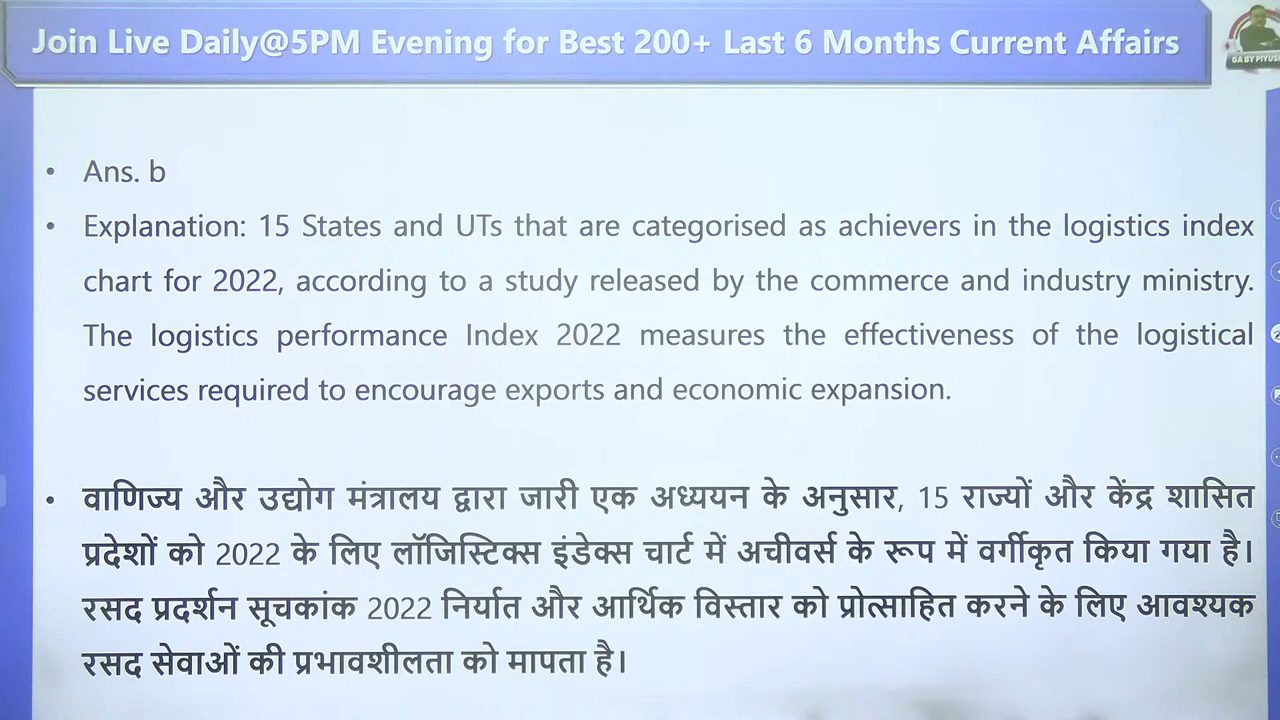 Join Live Daily@5PM Evening for Best 200+ Last 6 Months Current Affairs
GA BY PIYUSH
• Ans. b
• Explanation: 15 States and UTs that are categorised as achievers in the logistics index
chart for 2022, according to a study released by the commerce and industry ministry.
The logistics performance Index 2022 measures the effectiveness of the logistical
services required to encourage exports and economic expansion.
• वाणिज्य और उद्योग मंत्रालय द्वारा जारी एक अध्ययन के अनुसार, 15 राज्यों और केंद्र शासित
प्रदेशों को 2022 के लिए लॉजिस्टिक्स इंडेक्स चार्ट में अचीवर्स के रूप में वर्गीकृत किया गया है।
रसद प्रदर्शन सूचकांक 2022 निर्यात और आर्थिक विस्तार को प्रोत्साहित करने के लिए आवश्यक
रसद सेवाओं की प्रभावशीलता को मापता है।